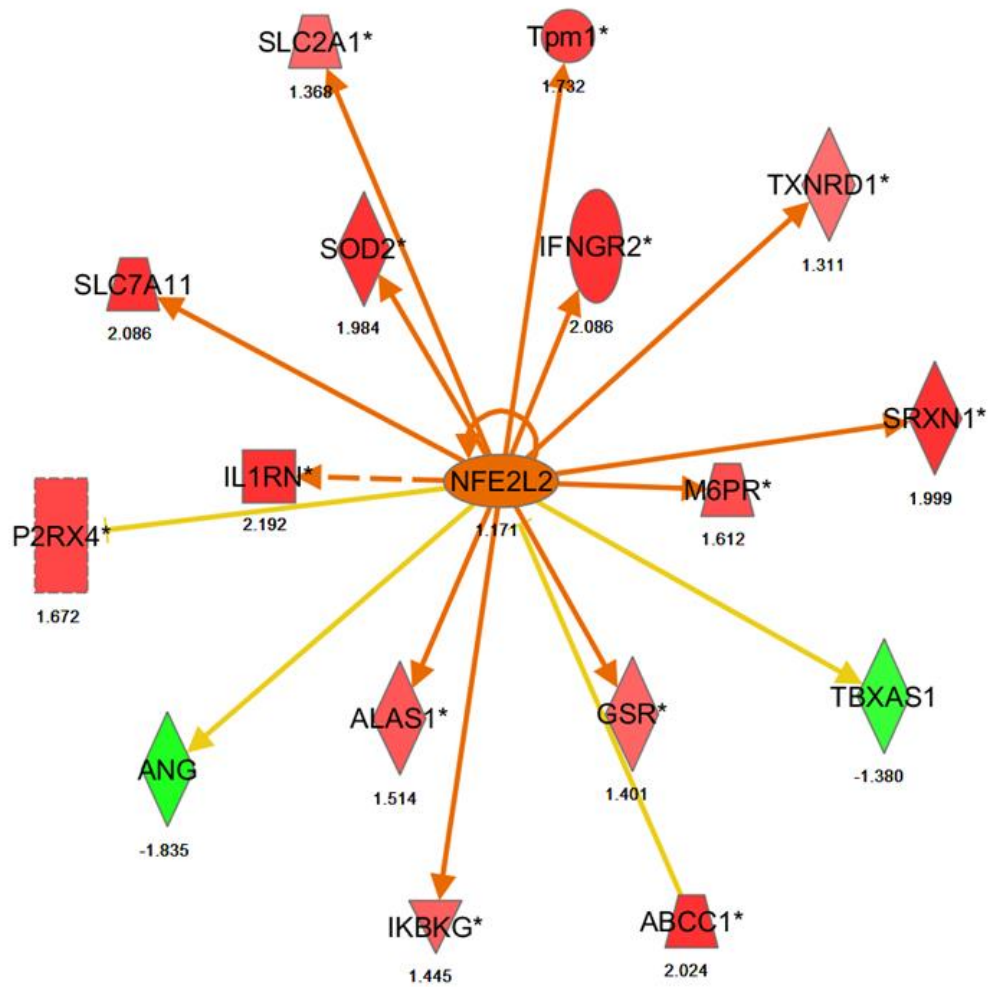 SLC2A1*
1.368
Tpm1*
1.732
TXNRD1*
1.311
SOD2*
1.984
IFNGR2*
2.086
SLC7A11
2.086
SRXN1*
1.999
IL1RN*
2.192
NFE2L2
1.171
M6PR*
1.612
P2RX4*
1.672
ALAS1*
1.514
GSR*
1.401
TBXAS1
-1.380
ANG
-1.835
IKBKG*
1.445
ABCC1*
2.024